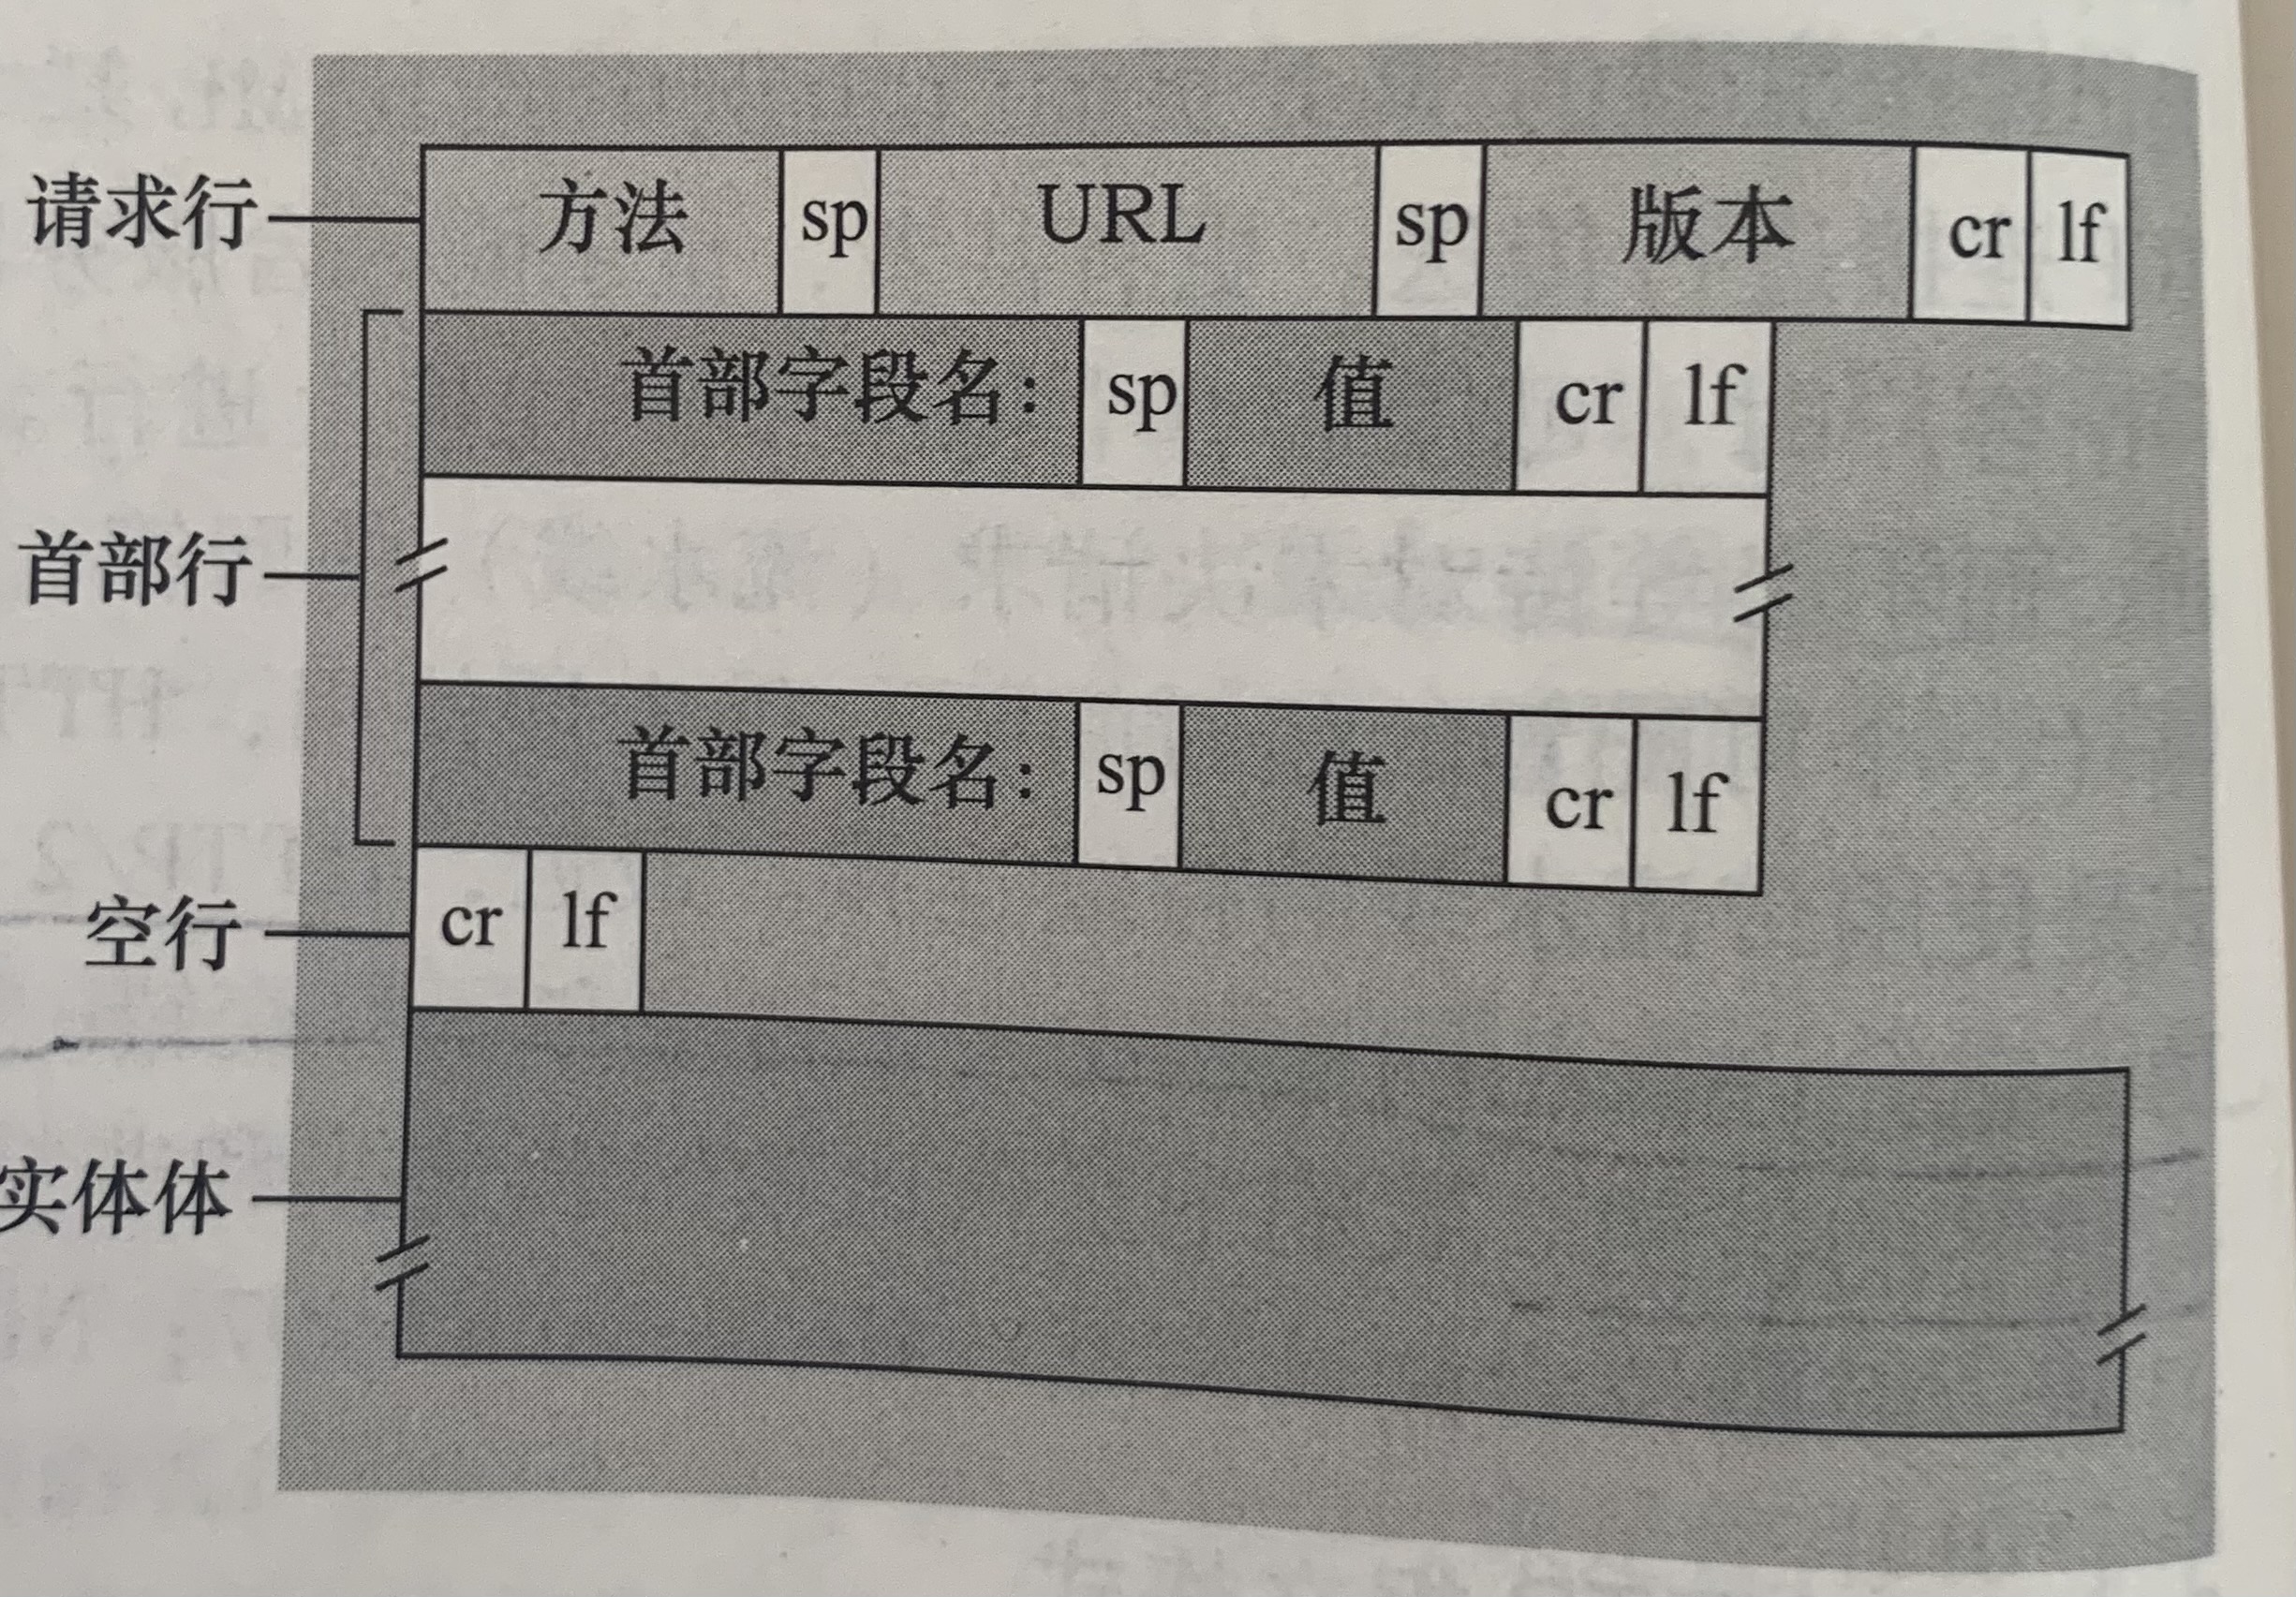 请求行 方法 sp URL sp 版本 cr lf
首部字段名: sp 值 cr lf
首部行
首部字段名: sp 值 cr lf
空行 cr lf
实体体